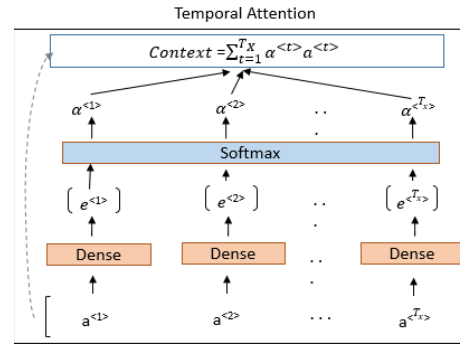 Temporal Attention
Context =∑_{t=1}^{T_X} α^{<t>} a^{<t>}
α^{<1>} α^{<2>} . . α^{<T_x>}
.
Softmax
[ e^{<1>} ] [ e^{<2>} ] . . [ e^{<T_x>} ]
.
Dense Dense . . Dense
.
a^{<1>} a^{<2>} ... a^{<T_x>}